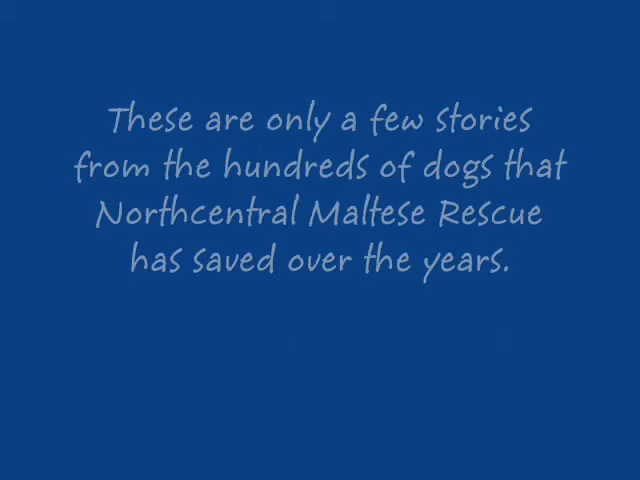 These are only a few stories
from the hundreds of dogs that
Northcentral Maltese Rescue
has saved over the years.